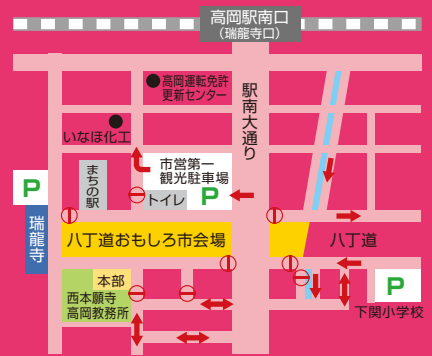 高岡駅南口
(瑞龍寺口)
高岡運転免許
更新センター
駅南大通り
いなほ化工
まちの駅
市営第一
観光駐車場
トイレ
P
P
瑞龍寺
八丁道おもしろ市会場
八丁道
本部
西本願寺
高岡教務所
P
下関小学校